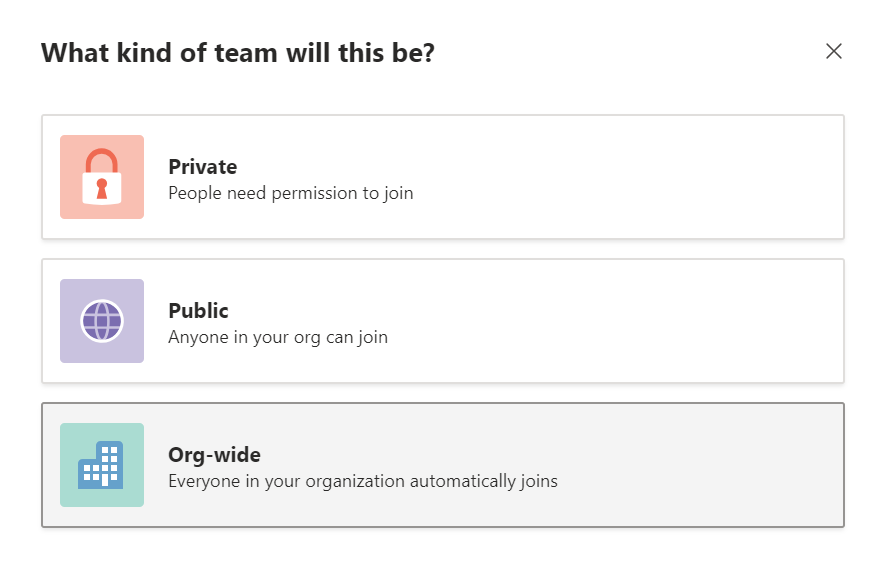 What kind of team will this be?
Private
People need permission to join
Public
Anyone in your org can join
Org-wide
Everyone in your organization automatically joins